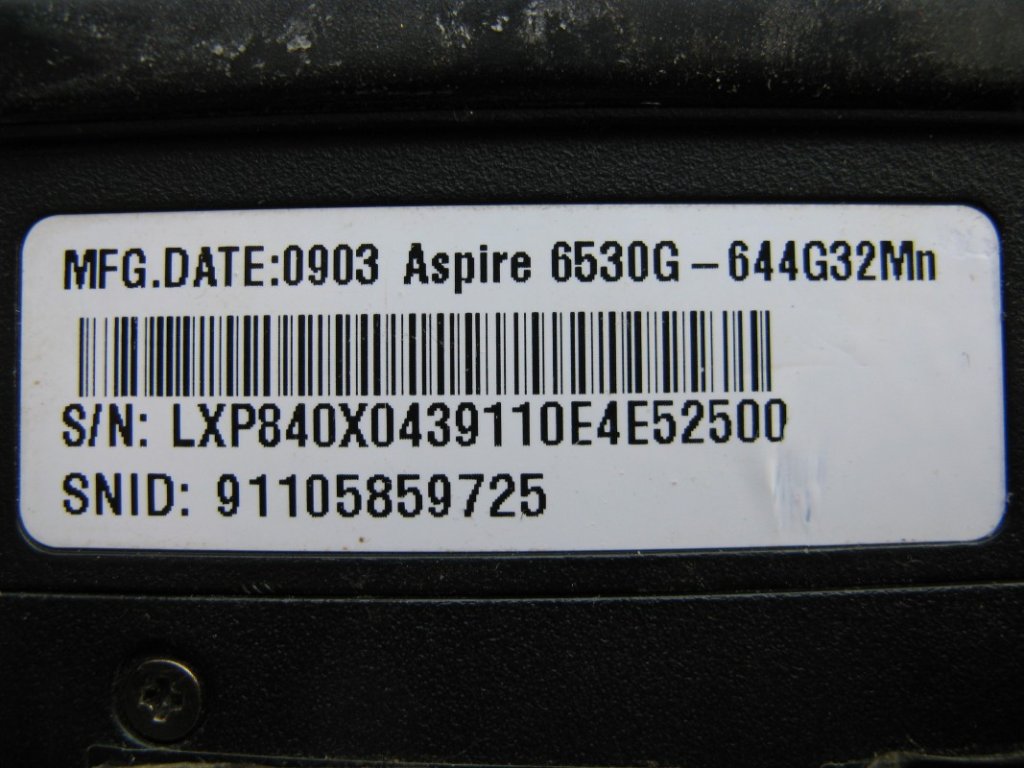 MFG.DATE:0903 Aspire 6530G-644G32Mn
S/N: LXP840X0439110E4E52500
SNID: 91105859725